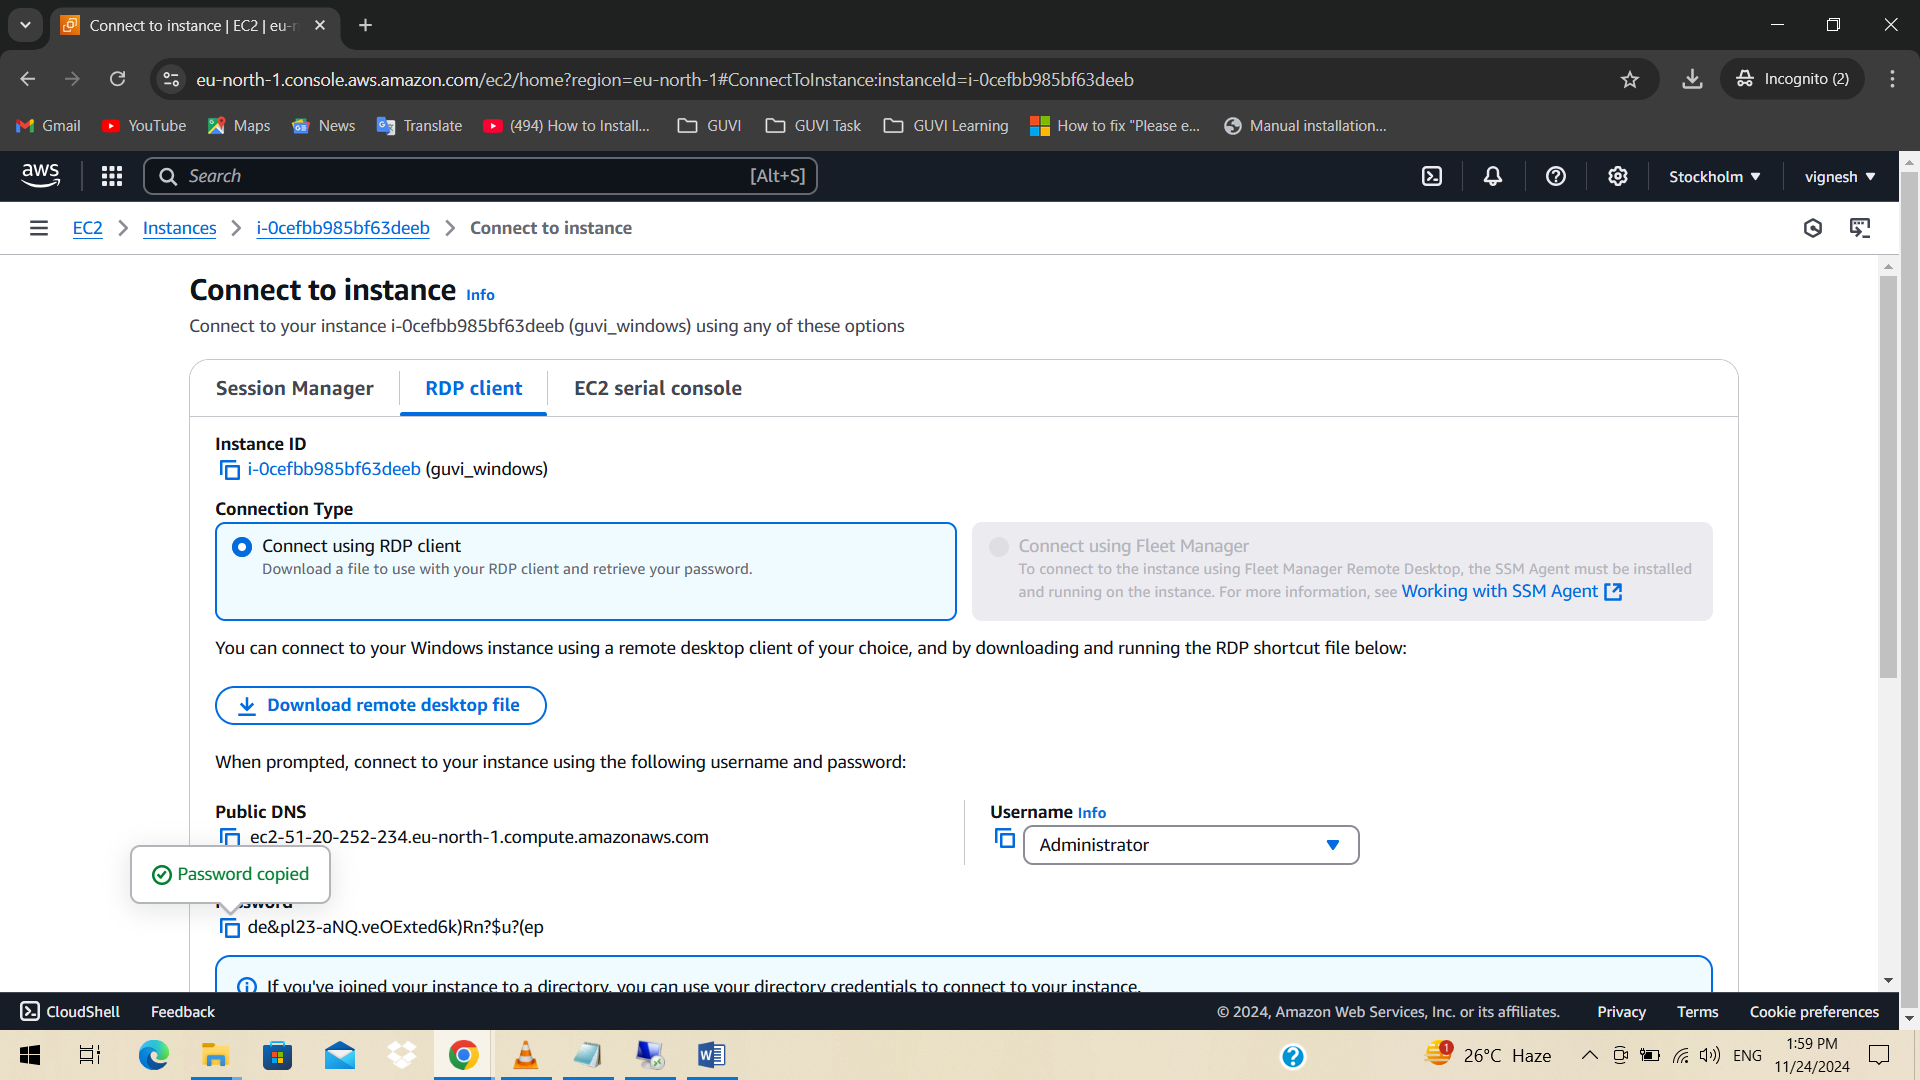 Connect to instance | EC2 | eu-n
eu-north-1.console.aws.amazon.com/ec2/home?region=eu-north-1#ConnectToInstance:instanceId=i-0cefbb985bf63deeb
Incognito (2)
Gmail
YouTube
Maps
News
Translate
(494) How to Install...
GUVI
GUVI Task
GUVI Learning
How to fix "Please e...
Manual installation...
aws
Search
[Alt+S]
Stockholm
vignesh
EC2
Instances
i-0cefbb985bf63deeb
Connect to instance
Connect to instance Info
Connect to your instance i-0cefbb985bf63deeb (guvi_windows) using any of these options
Session Manager
RDP client
EC2 serial console
Instance ID
i-0cefbb985bf63deeb (guvi_windows)
Connection Type
Connect using RDP client
Download a file to use with your RDP client and retrieve your password.
Connect using Fleet Manager
To connect to the instance using Fleet Manager Remote Desktop, the SSM Agent must be installed
and running on the instance. For more information, see Working with SSM Agent
You can connect to your Windows instance using a remote desktop client of your choice, and by downloading and running the RDP shortcut file below:
Download remote desktop file
When prompted, connect to your instance using the following username and password:
Public DNS
ec2-51-20-252-234.eu-north-1.compute.amazonaws.com
Username Info
Administrator
Password copied
Password
de&pl23-aNQ.veOExted6k)Rn?$u?(ep
If you've joined your instance to a directory, you can use your directory credentials to connect to your instance.
CloudShell
Feedback
© 2024, Amazon Web Services, Inc. or its affiliates.
Privacy
Terms
Cookie preferences
1
26°C Haze
ENG
1:59 PM
11/24/2024